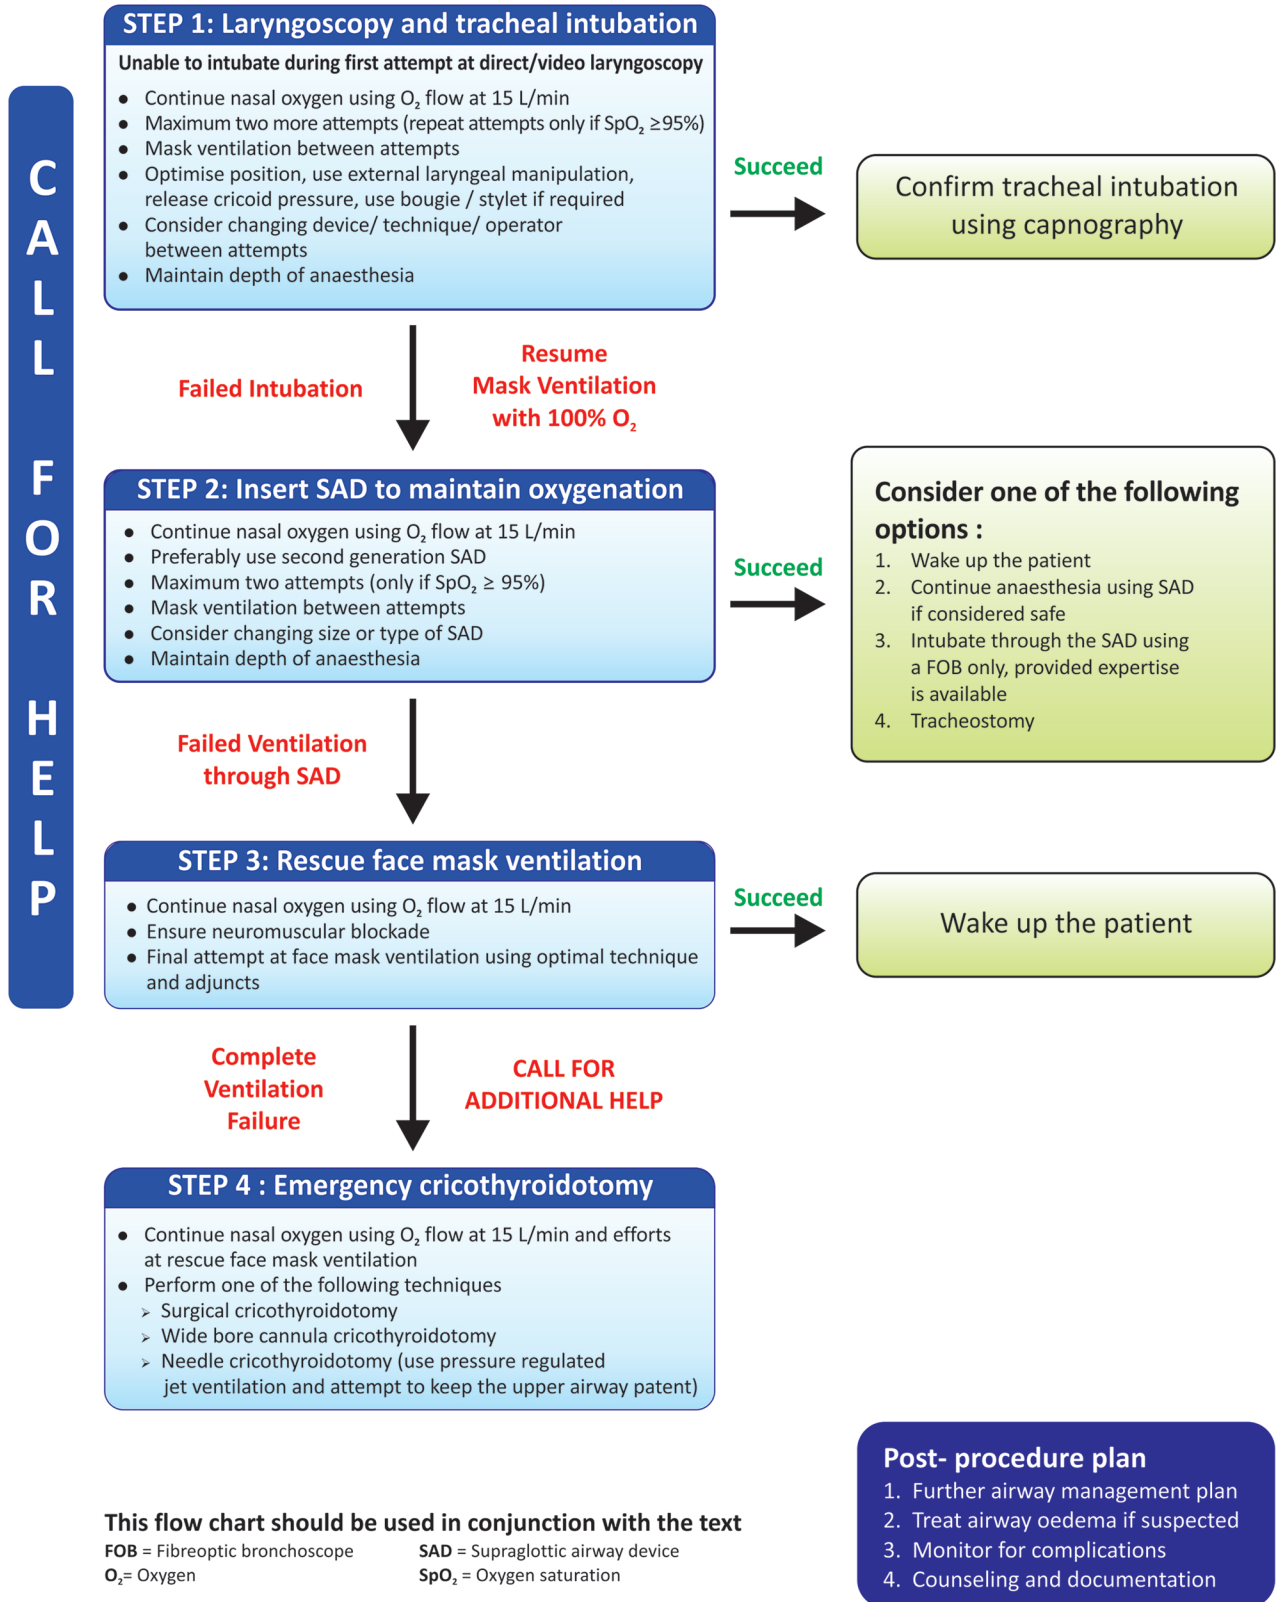 CALL FOR HELP
STEP 1: Laryngoscopy and tracheal intubation
Unable to intubate during first attempt at direct/video laryngoscopy
● Continue nasal oxygen using O₂ flow at 15 L/min
● Maximum two more attempts (repeat attempts only if SpO₂ ≥95%)
● Mask ventilation between attempts
● Optimise position, use external laryngeal manipulation,
release cricoid pressure, use bougie / stylet if required
● Consider changing device/ technique/ operator
between attempts
● Maintain depth of anaesthesia
Succeed
Confirm tracheal intubation
using capnography
Failed Intubation
Resume
Mask Ventilation
with 100% O₂
STEP 2: Insert SAD to maintain oxygenation
● Continue nasal oxygen using O₂ flow at 15 L/min
● Preferably use second generation SAD
● Maximum two attempts (only if SpO₂ ≥ 95%)
● Mask ventilation between attempts
● Consider changing size or type of SAD
● Maintain depth of anaesthesia
Succeed
Consider one of the following
options :
1. Wake up the patient
2. Continue anaesthesia using SAD
if considered safe
3. Intubate through the SAD using
a FOB only, provided expertise
is available
4. Tracheostomy
Failed Ventilation
through SAD
STEP 3: Rescue face mask ventilation
● Continue nasal oxygen using O₂ flow at 15 L/min
● Ensure neuromuscular blockade
● Final attempt at face mask ventilation using optimal technique
and adjuncts
Succeed
Wake up the patient
Complete
Ventilation
Failure
CALL FOR
ADDITIONAL HELP
STEP 4 : Emergency cricothyroidotomy
● Continue nasal oxygen using O₂ flow at 15 L/min and efforts
at rescue face mask ventilation
● Perform one of the following techniques
➢ Surgical cricothyroidotomy
➢ Wide bore cannula cricothyroidotomy
➢ Needle cricothyroidotomy (use pressure regulated
jet ventilation and attempt to keep the upper airway patent)
Post- procedure plan
1. Further airway management plan
2. Treat airway oedema if suspected
3. Monitor for complications
4. Counseling and documentation
This flow chart should be used in conjunction with the text
FOB = Fibreoptic bronchoscope SAD = Supraglottic airway device
O₂= Oxygen SpO₂ = Oxygen saturation